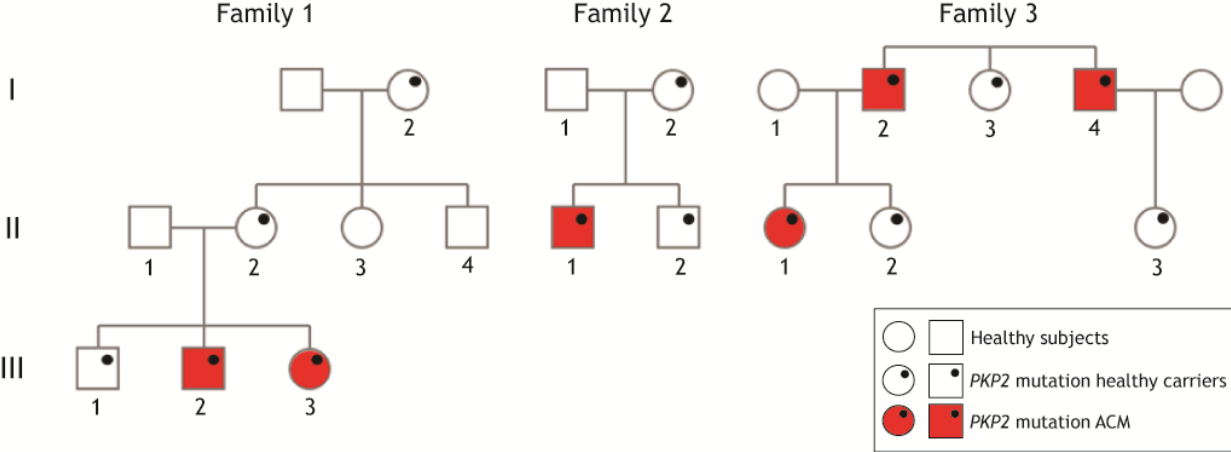 Family 1 Family 2 Family 3
I
2 1 2 1 2 3 4
II
1 2 3 4 1 2 1 2 3
III
1 2 3
Healthy subjects
PKP2 mutation healthy carriers
PKP2 mutation ACM